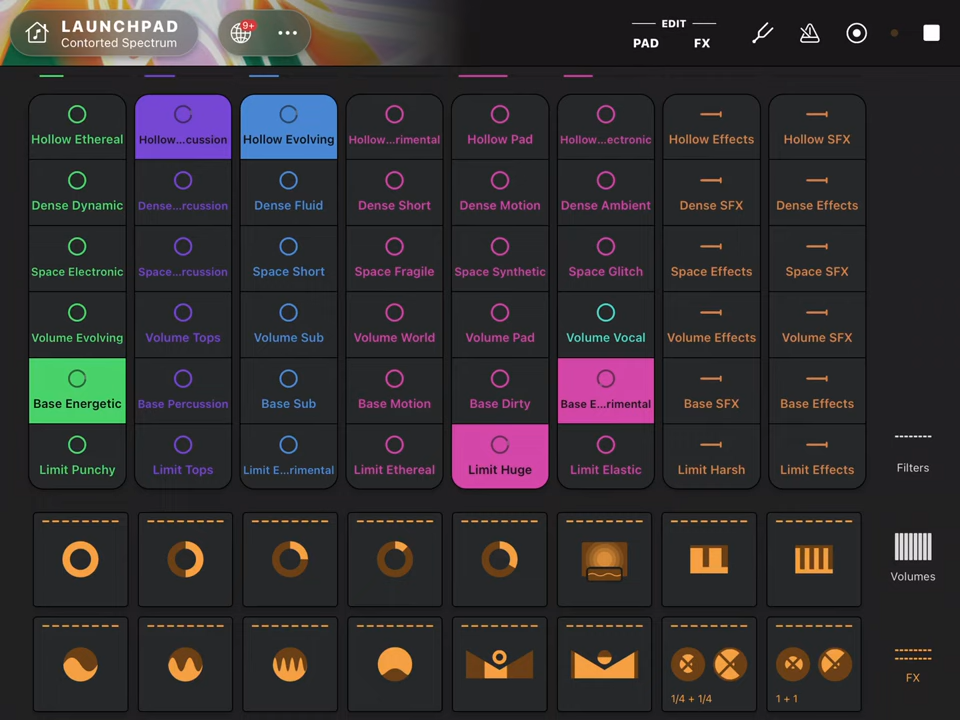 LAUNCHPAD
Contorted Spectrum
9+
EDIT
PAD FX
Hollow Ethereal Hollow...cussion Hollow Evolving Hollow...rimental Hollow Pad Hollow...ectronic Hollow Effects Hollow SFX
Dense Dynamic Dense...rcussion Dense Fluid Dense Short Dense Motion Dense Ambient Dense SFX Dense Effects
Space Electronic Space...rcussion Space Short Space Fragile Space Synthetic Space Glitch Space Effects Space SFX
Volume Evolving Volume Tops Volume Sub Volume World Volume Pad Volume Vocal Volume Effects Volume SFX
Base Energetic Base Percussion Base Sub Base Motion Base Dirty Base E...rimental Base SFX Base Effects
Limit Punchy Limit Tops Limit E...rimental Limit Ethereal Limit Huge Limit Elastic Limit Harsh Limit Effects
Filters
Volumes
FX
1/4 + 1/4 1 + 1